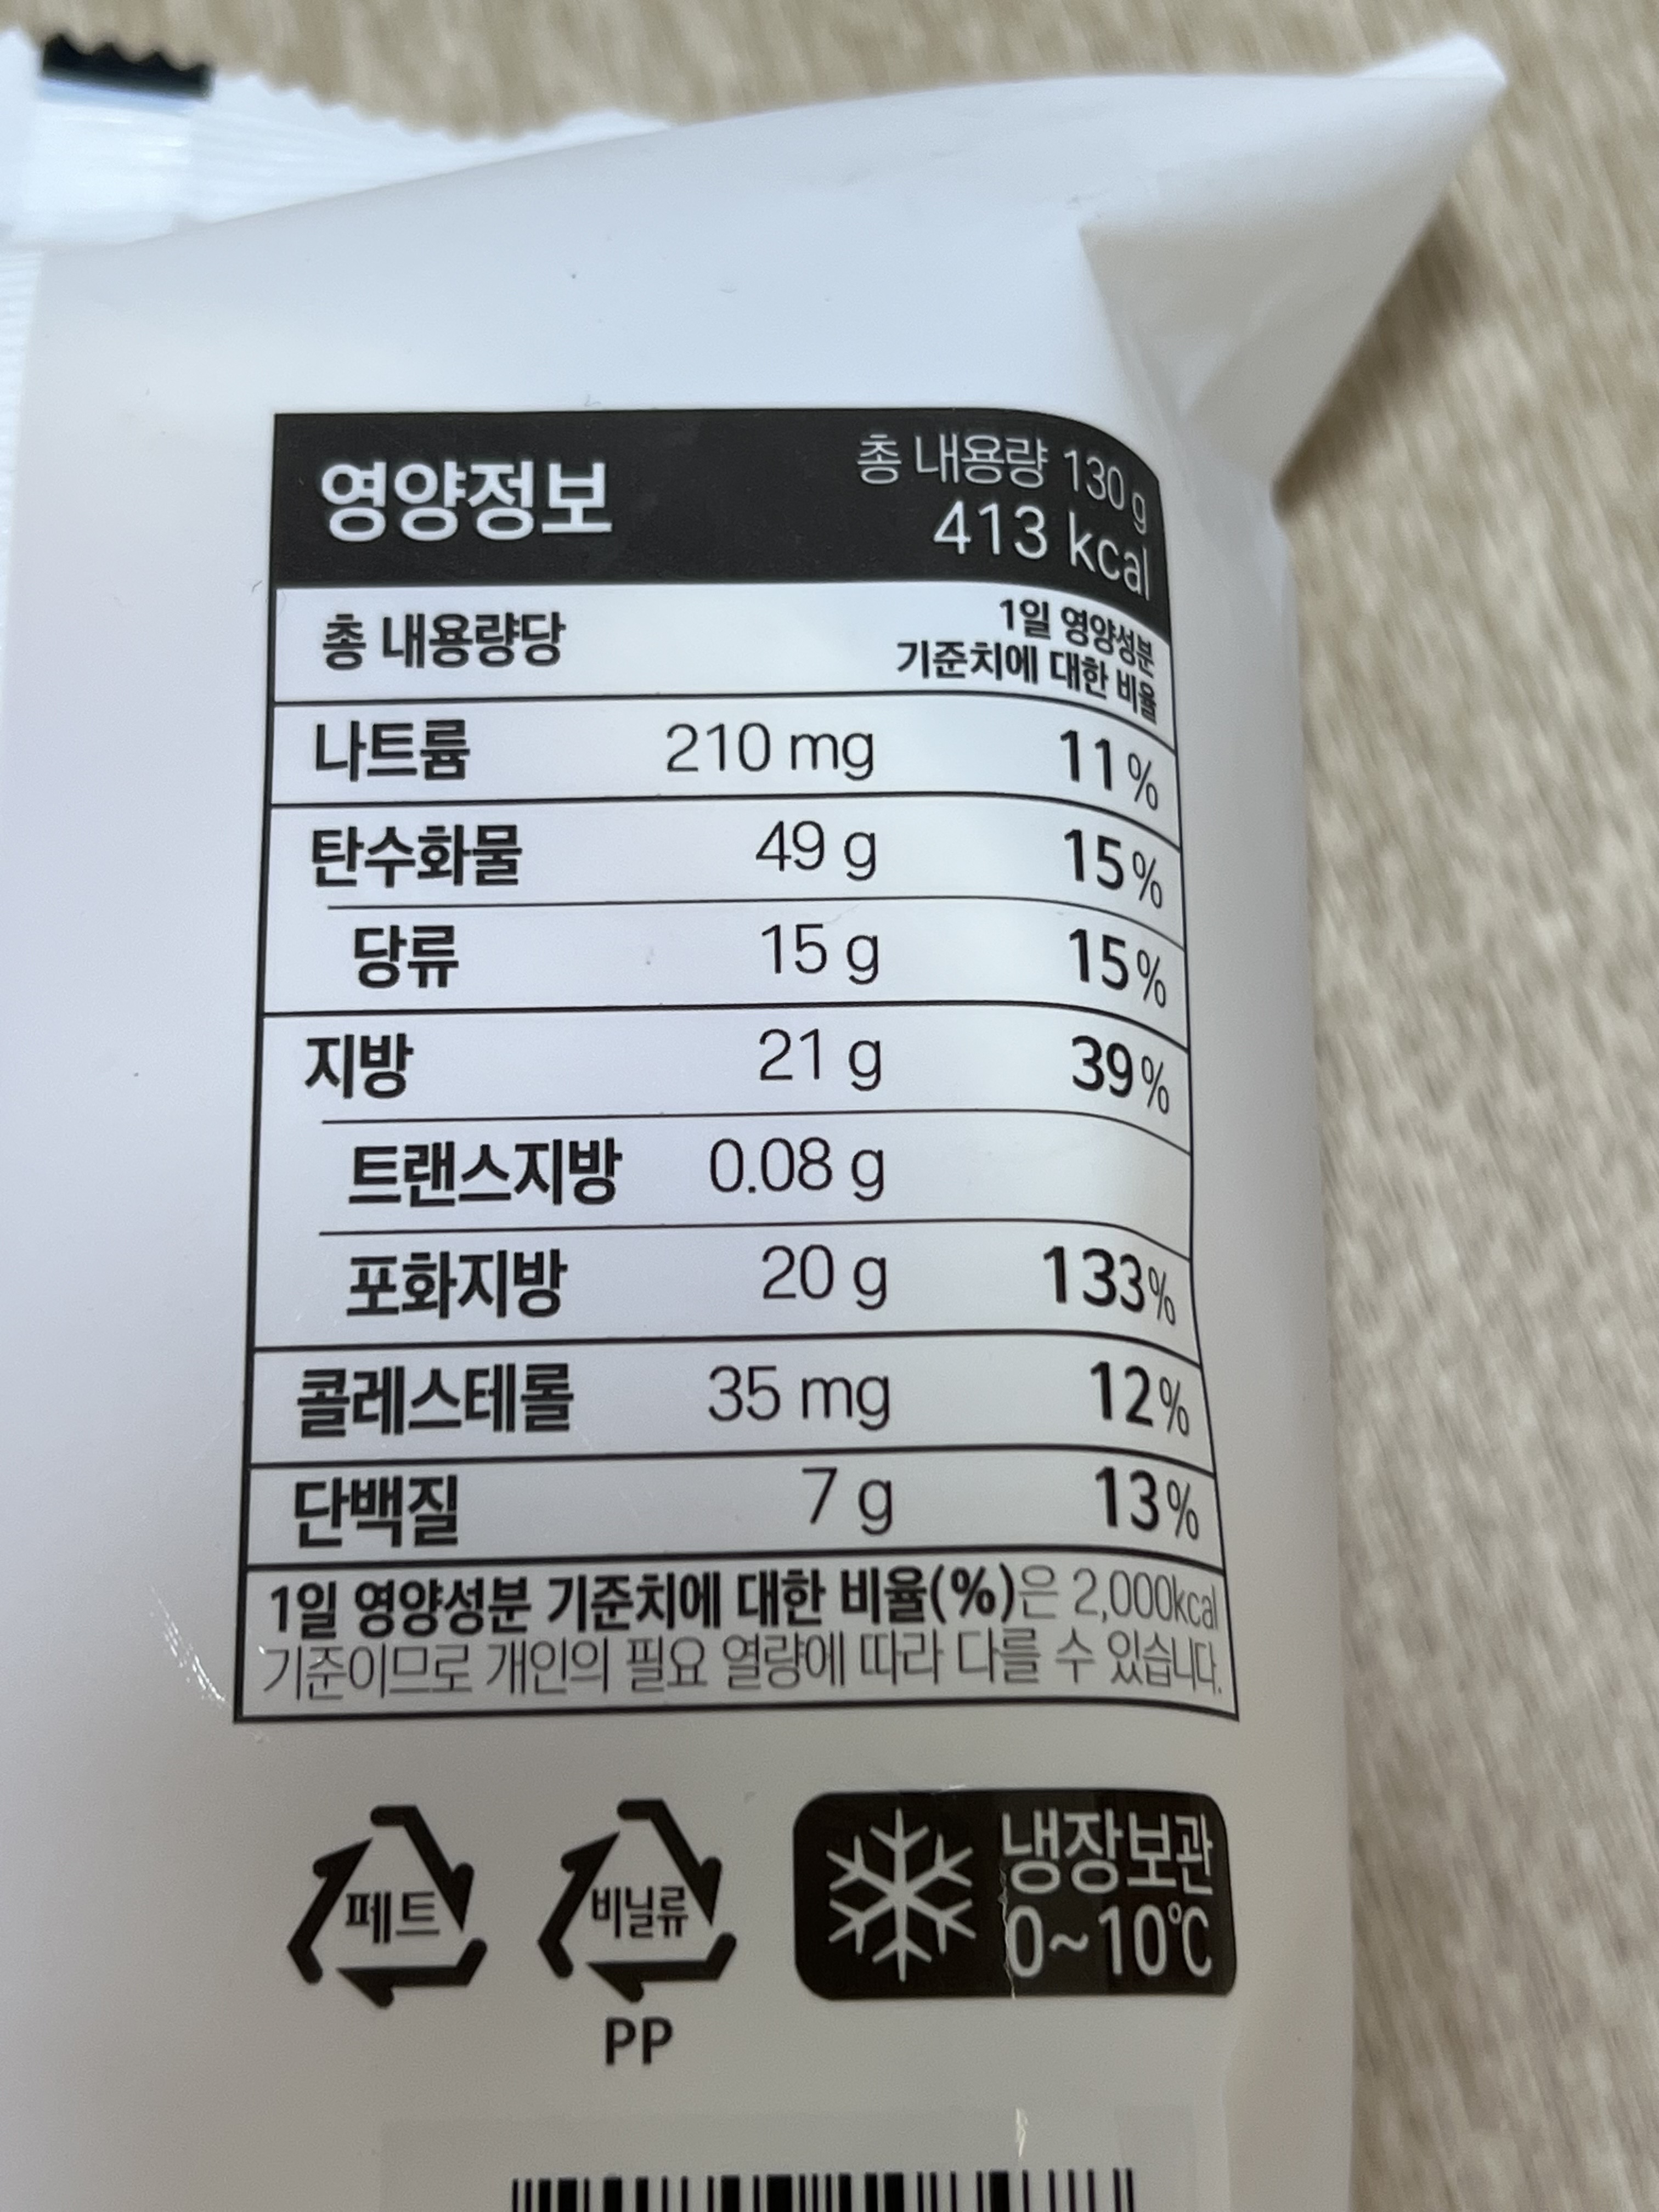 영양정보
총 내용량 130 g
413 kcal
총 내용량당
1일 영양성분
기준치에 대한 비율
나트륨 210 mg 11%
탄수화물 49 g 15%
당류 15 g 15%
지방 21 g 39%
트랜스지방 0.08 g
포화지방 20 g 133%
콜레스테롤 35 mg 12%
단백질 7 g 13%
1일 영양성분 기준치에 대한 비율(%)은 2,000kcal
기준이므로 개인의 필요 열량에 따라 다를 수 있습니다.
페트
비닐류
PP
냉장보관
0~10℃